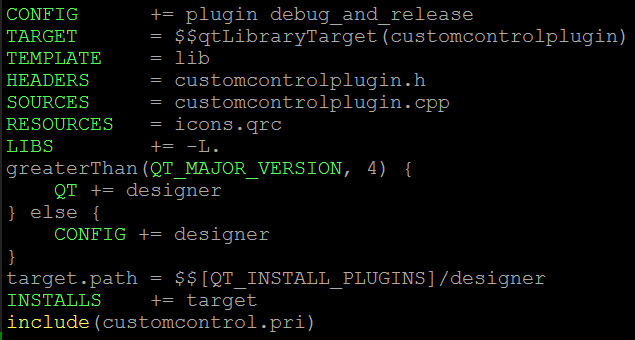 CONFIG      += plugin debug_and_release
TARGET      = $$qtLibraryTarget(customcontrolplugin)
TEMPLATE    = lib
HEADERS     = customcontrolplugin.h
SOURCES     = customcontrolplugin.cpp
RESOURCES   = icons.qrc
LIBS        += -L.
greaterThan(QT_MAJOR_VERSION, 4) {
    QT += designer
} else {
    CONFIG += designer
}
target.path = $$[QT_INSTALL_PLUGINS]/designer
INSTALLS    += target
include(customcontrol.pri)